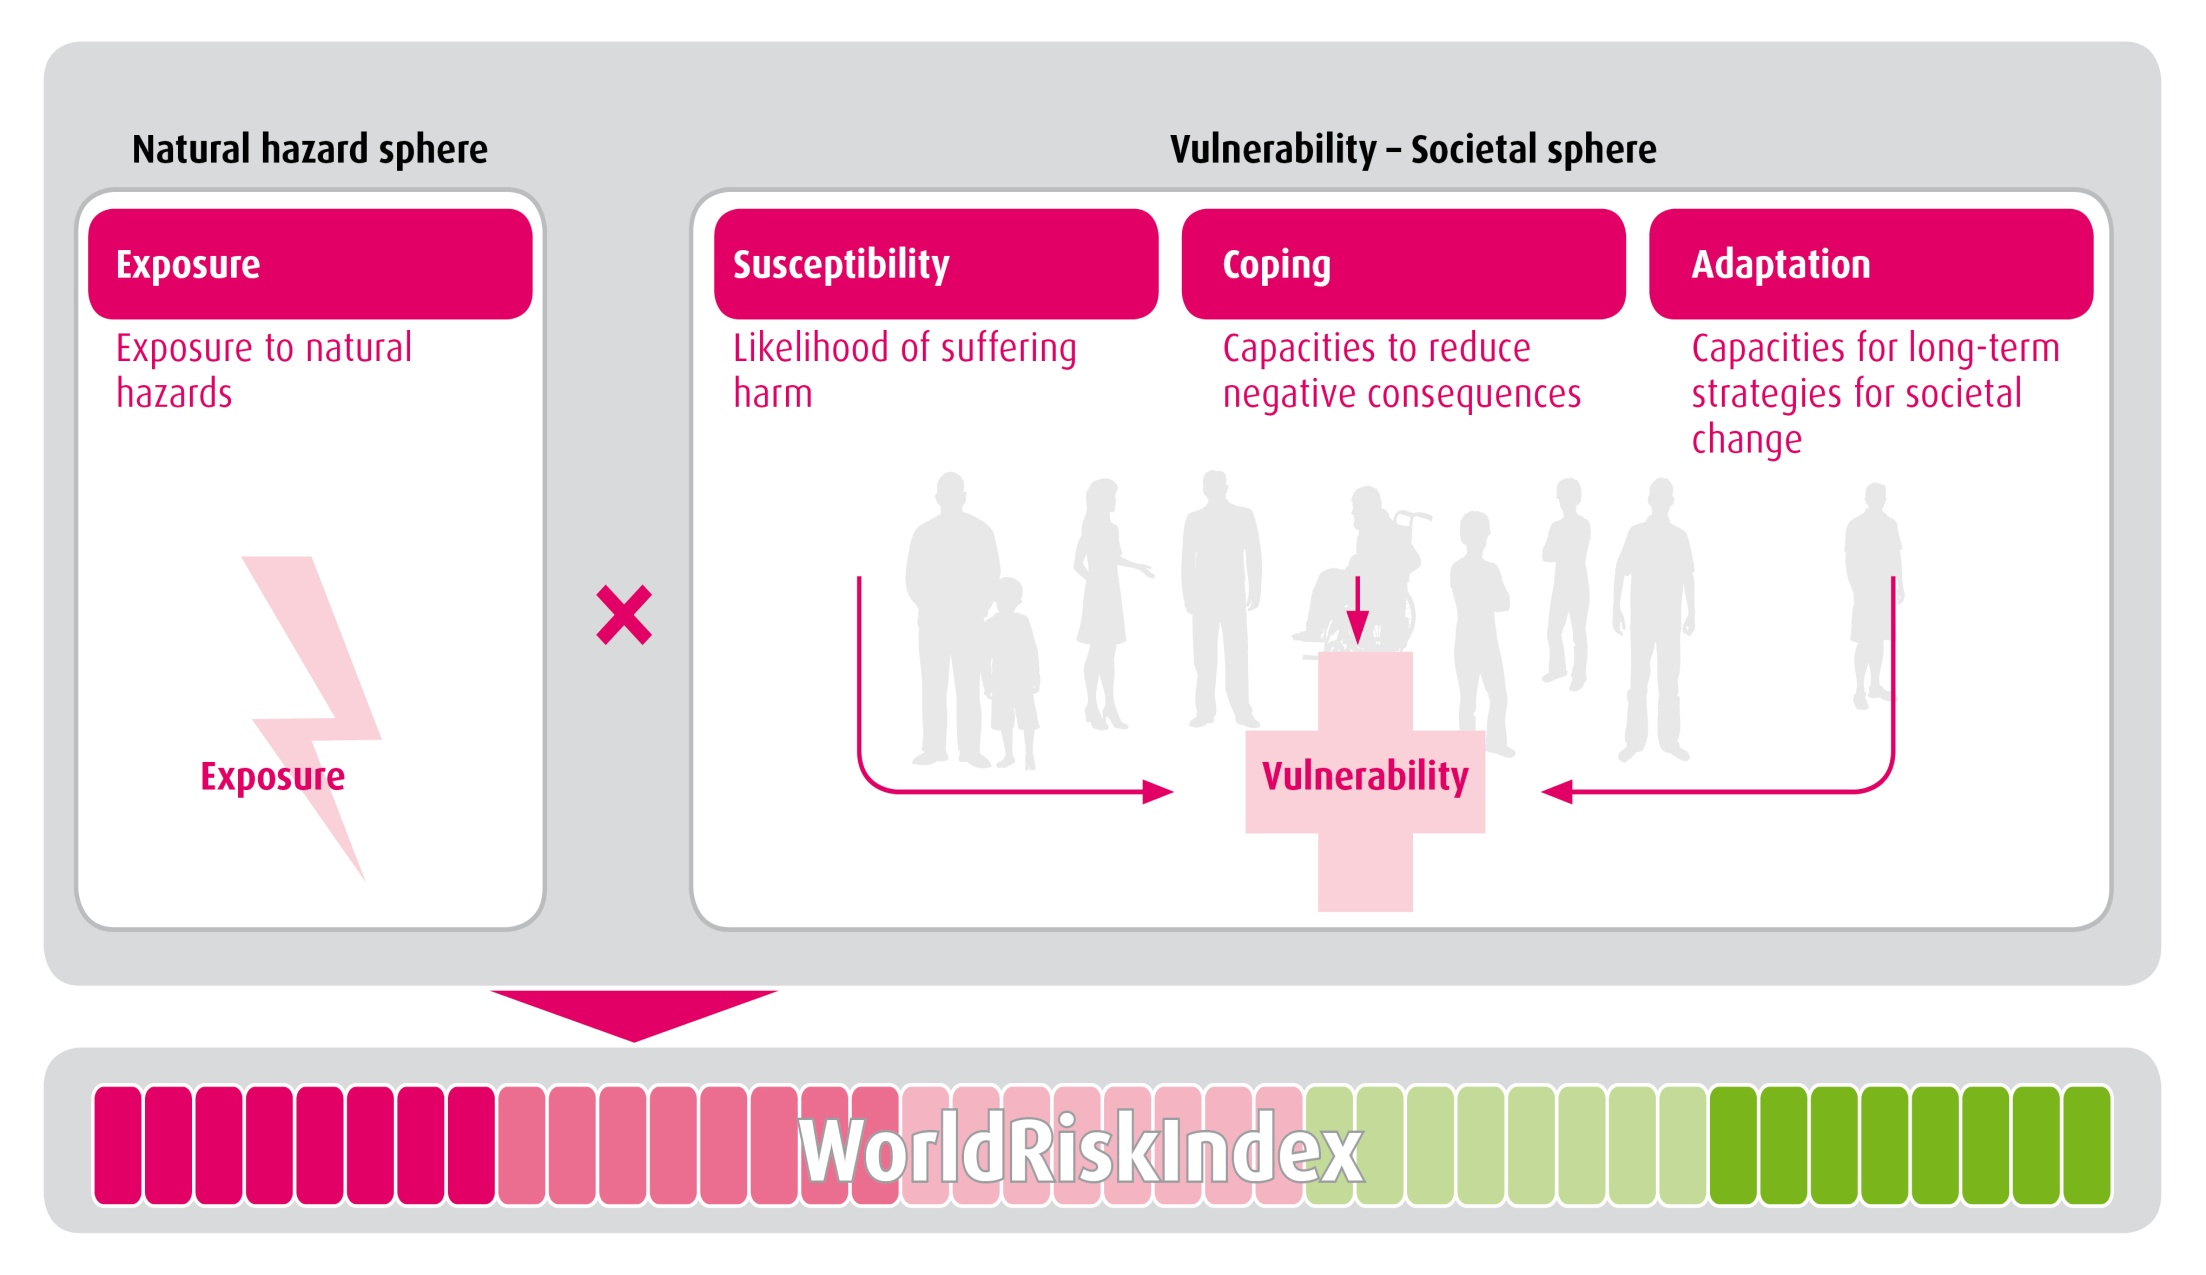 Natural hazard sphere
Vulnerability – Societal sphere
Exposure
Exposure to natural
hazards
Exposure
Susceptibility
Likelihood of suffering
harm
Coping
Capacities to reduce
negative consequences
Adaptation
Capacities for long-term
strategies for societal
change
Vulnerability
WorldRiskIndex